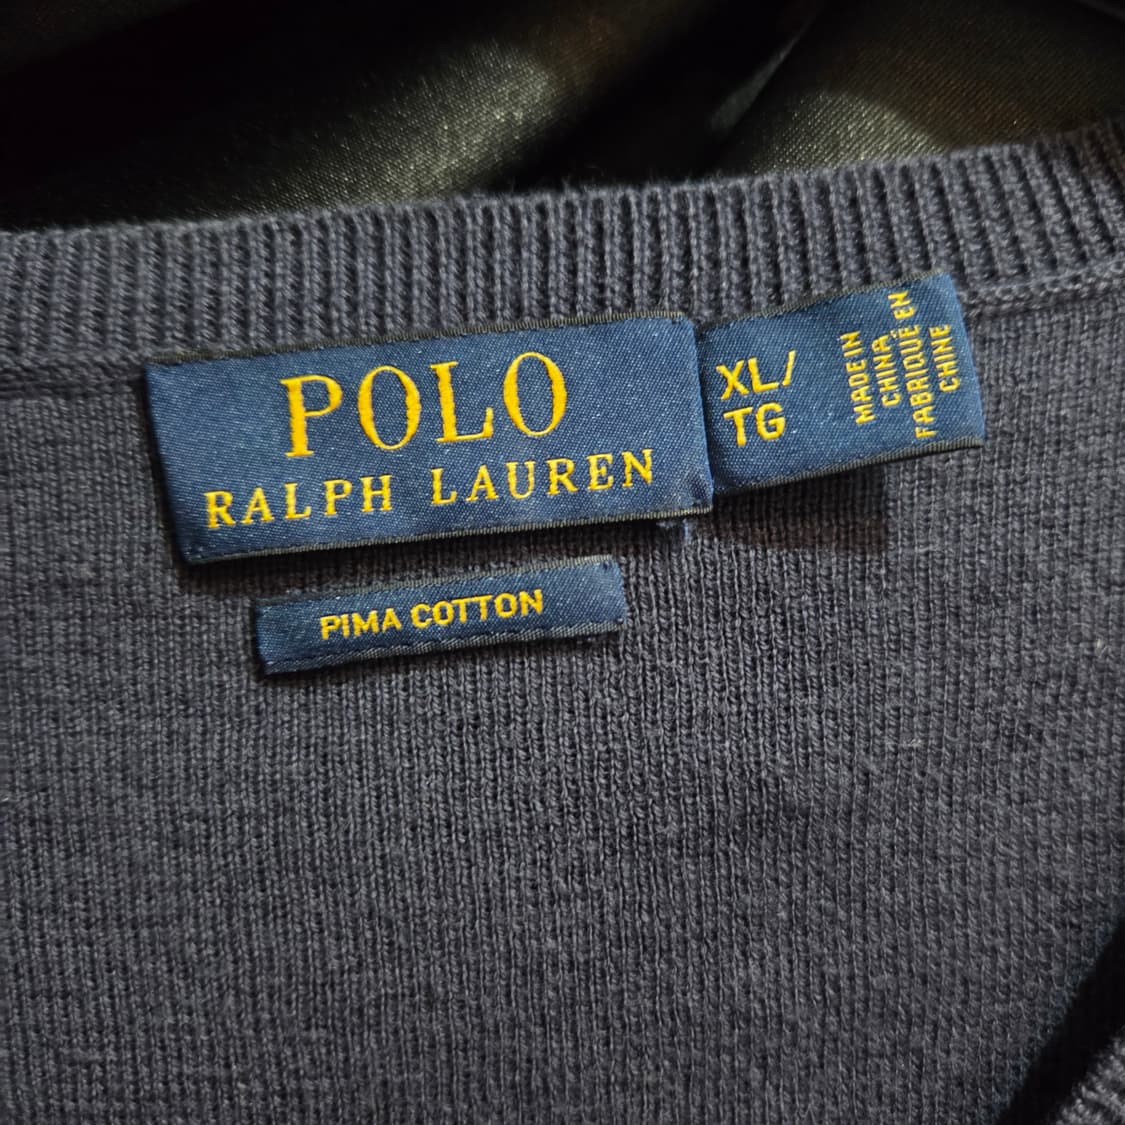 POLO
RALPH LAUREN
XL/
TG
MADE IN
CHINA
FABRIQUÉ EN
CHINE
PIMA COTTON